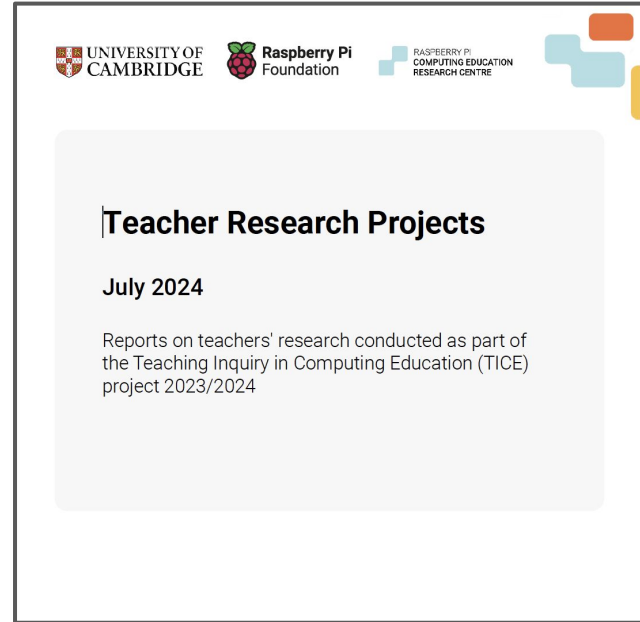 UNIVERSITY OF
CAMBRIDGE
Raspberry Pi
Foundation
RASPBERRY PI
COMPUTING EDUCATION
RESEARCH CENTRE
Teacher Research Projects
July 2024
Reports on teachers' research conducted as part of
the Teaching Inquiry in Computing Education (TICE)
project 2023/2024